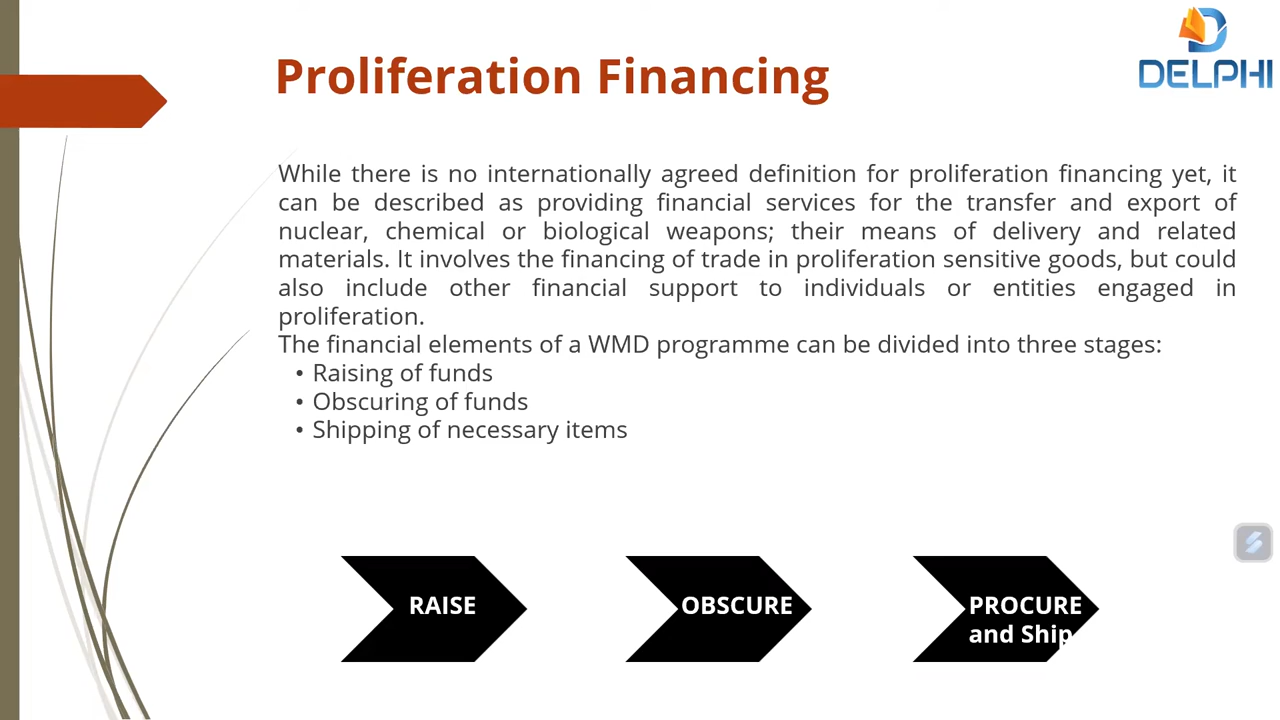 DELPHI
Proliferation Financing
While there is no internationally agreed definition for proliferation financing yet, it
can be described as providing financial services for the transfer and export of
nuclear, chemical or biological weapons; their means of delivery and related
materials. It involves the financing of trade in proliferation sensitive goods, but could
also include other financial support to individuals or entities engaged in
proliferation.
The financial elements of a WMD programme can be divided into three stages:
• Raising of funds
• Obscuring of funds
• Shipping of necessary items
RAISE
OBSCURE
PROCURE
and Ship